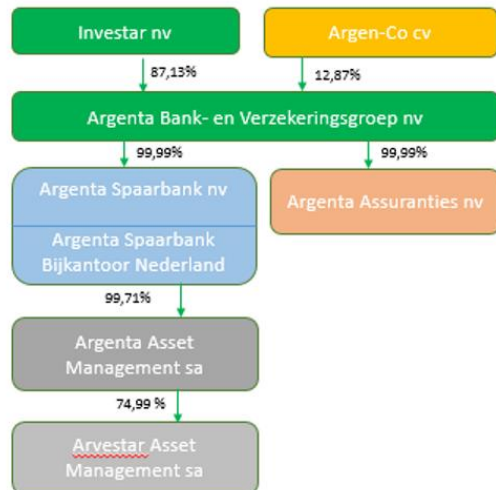 Investar nv
Argen-Co cv
87,13%
12,87%
Argenta Bank- en Verzekeringsgroep nv
99,99%
99,99%
Argenta Spaarbank nv
Argenta Assuranties nv
Argenta Spaarbank
Bijkantoor Nederland
99,71%
Argenta Asset
Management sa
74,99 %
Arvestar Asset
Management sa